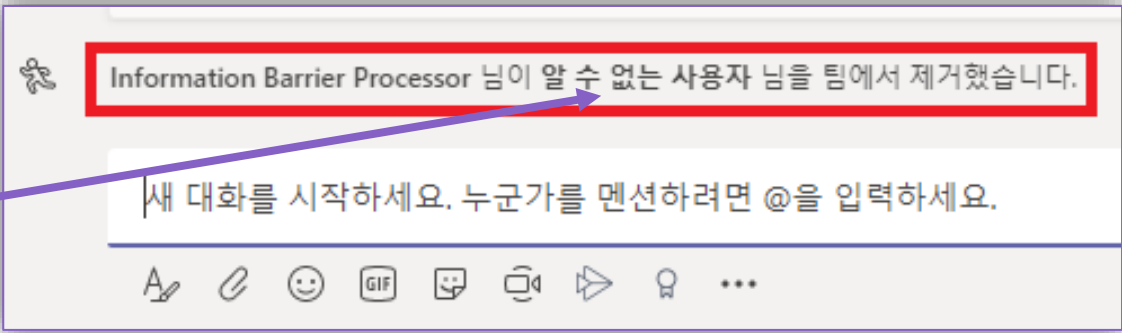 Information Barrier Processor 님이 알 수 없는 사용자 님을 팀에서 제거했습니다.
새 대화를 시작하세요. 누군가를 멘션하려면 @을 입력하세요.
GIF